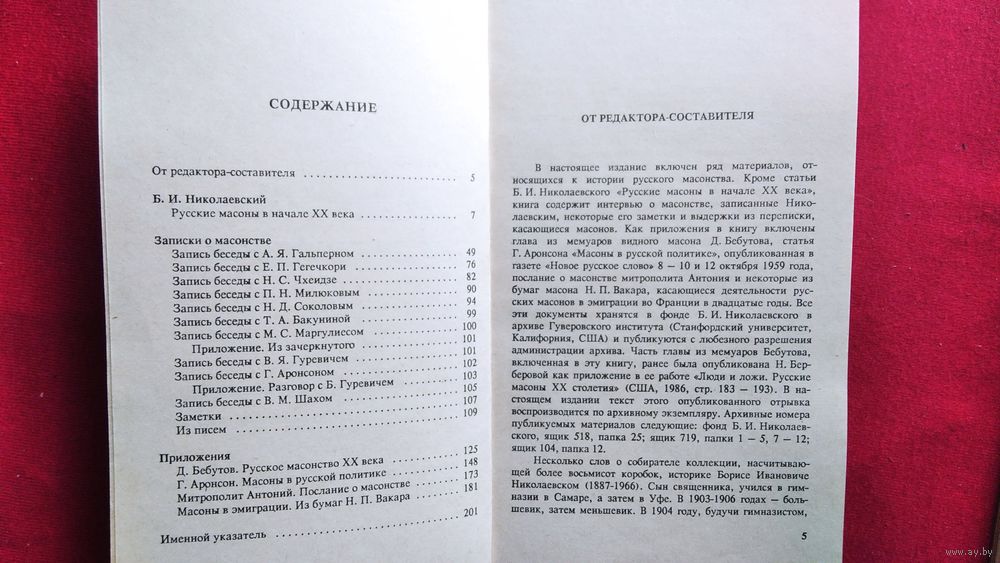 СОДЕРЖАНИЕ
От редактора-составителя 5
Б. И. Николаевский
Русские масоны в начале XX века 7
Записки о масонстве
Запись беседы с А. Я. Гальперном 49
Запись беседы с Е. П. Гегечкори 76
Запись беседы с Н. С. Чхеидзе 82
Запись беседы с П. Н. Милюковым 90
Запись беседы с Н. Д. Соколовым 94
Запись беседы с Т. А. Бакуниной 99
Запись беседы с М. С. Маргулиесом 100
Приложение. Из зачеркнутого 101
Запись беседы с В. Я. Гуревичем 101
Запись беседы с Г. Аронсоном 102
Приложение. Разговор с Б. Гуревичем 103
Запись беседы с В. М. Шахом 105
Заметки 107
Из писем 109
Приложения
Д. Бебутов. Русское масонство XX века 125
Г. Аронсон. Масоны в русской политике 148
Митрополит Антоний. Послание о масонстве 173
Масоны в эмиграции. Из бумаг Н. П. Вакара 181
Именной указатель 201
ОТ РЕДАКТОРА-СОСТАВИТЕЛЯ
В настоящее издание включен ряд материалов, от-
носящихся к истории русского масонства. Кроме статьи
Б. И. Николаевского «Русские масоны в начале XX века»,
книга содержит интервью о масонстве, записанные Нико-
лаевским, некоторые его заметки и выдержки из переписки,
касающиеся масонов. Как приложения в книгу включены
глава из мемуаров видного масона Д. Бебутова, статья
Г. Аронсона «Масоны в русской политике», опубликованная в
газете «Новое русское слово» 8 – 10 и 12 октября 1959 года,
послание о масонстве митрополита Антония и некоторые из
бумаг масона Н. П. Вакара, касающиеся деятельности рус-
ских масонов в эмиграции во Франции в двадцатые годы. Все
эти документы хранятся в фонде Б. И. Николаевского в
архиве Гуверовского института (Станфордский университет,
Калифорния, США) и публикуются с любезного разрешения
администрации архива. Часть главы из мемуаров Бебутова,
включенная в эту книгу, ранее была опубликована Н. Бер-
беровой как приложение в ее работе «Люди и ложи. Русские
масоны XX столетия» (США, 1986, стр. 183 – 193). В на-
стоящем издании текст этого опубликованного отрывка
воспроизводится по архивному экземпляру. Архивные номера
публикуемых материалов следующие: фонд Б. И. Николаев-
ского, ящик 518, папка 25; ящик 719, папки 1 – 5, 7 – 12;
ящик 104, папка 12.
Несколько слов о собирателе коллекции, насчитываю-
щей более восьмисот коробок, историке Борисе Ивановиче
Николаевском (1887-1966). Сын священника, учился в гим-
назии в Самаре, а затем в Уфе. В 1903-1906 годах – боль-
шевик, затем меньшевик. В 1904 году, будучи гимназистом,
5
www.ay.by